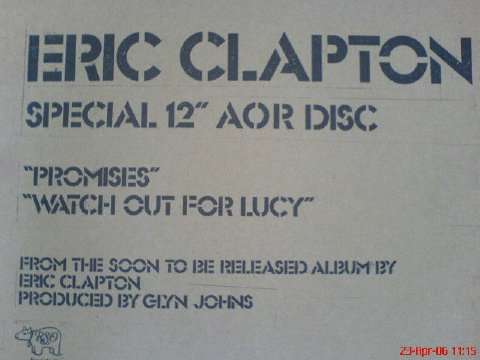 ERIC CLAPTON
SPECIAL 12" AOR DISC
"PROMISES"
"WATCH OUT FOR LUCY"
FROM THE SOON TO BE RELEASED ALBUM BY
ERIC CLAPTON
PRODUCED BY GLYN JOHNS
23-Apr-06 11:15